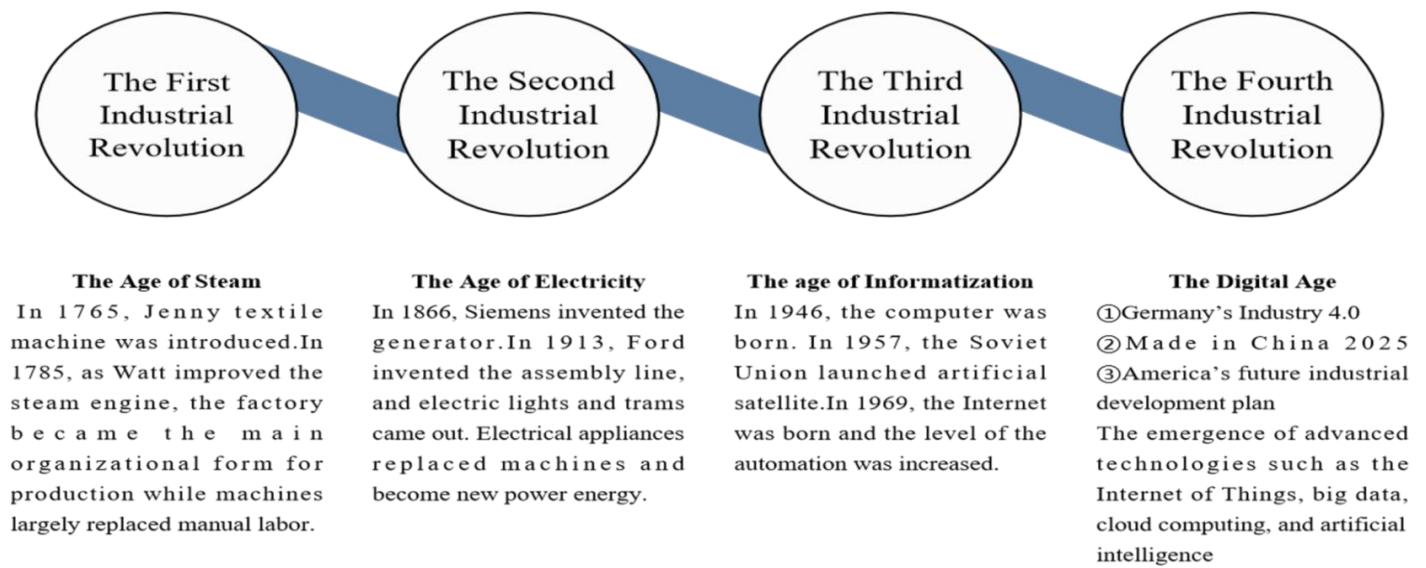 The First
Industrial
Revolution
The Second
Industrial
Revolution
The Third
Industrial
Revolution
The Fourth
Industrial
Revolution
The Age of Steam
In 1765, Jenny textile
machine was introduced.In
1785, as Watt improved the
steam engine, the factory
became the main
organizational form for
production while machines
largely replaced manual labor.
The Age of Electricity
In 1866, Siemens invented the
generator.In 1913, Ford
invented the assembly line,
and electric lights and trams
came out. Electrical appliances
replaced machines and
become new power energy.
The age of Informatization
In 1946, the computer was
born. In 1957, the Soviet
Union launched artificial
satellite.In 1969, the Internet
was born and the level of the
automation was increased.
The Digital Age
①Germany's Industry 4.0
②Made in China 2025
③America's future industrial
development plan
The emergence of advanced
technologies such as the
Internet of Things, big data,
cloud computing, and artificial
intelligence